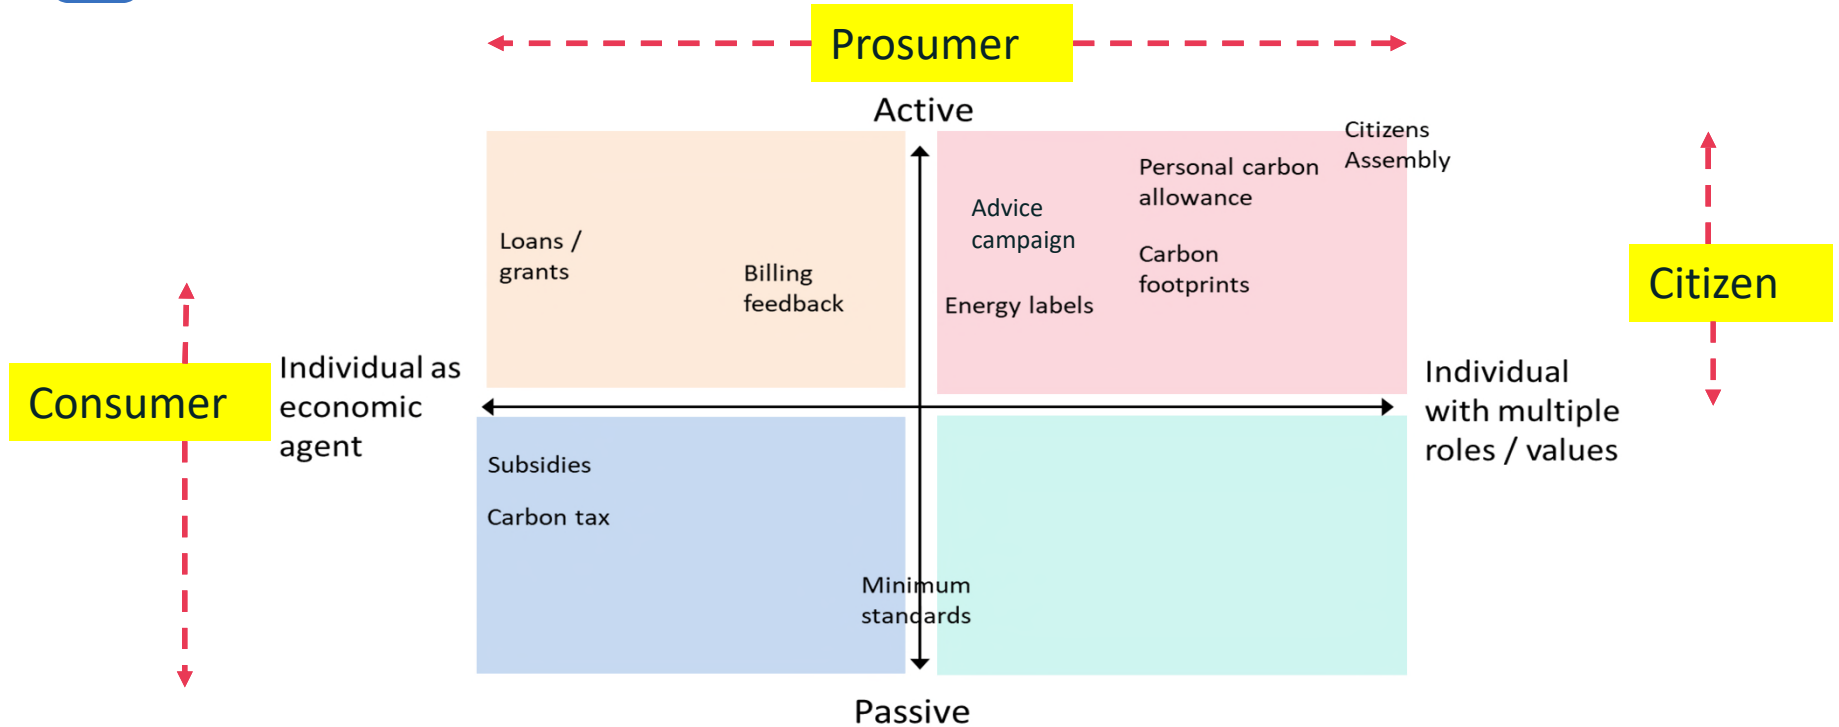 Prosumer
Active
Citizens
Assembly
Personal carbon
allowance
Advice
campaign
Loans /
grants
Carbon
footprints
Billing
feedback
Energy labels
Citizen
Consumer
Individual as
economic
agent
Individual
with multiple
roles / values
Subsidies
Carbon tax
Minimum
standards
Passive